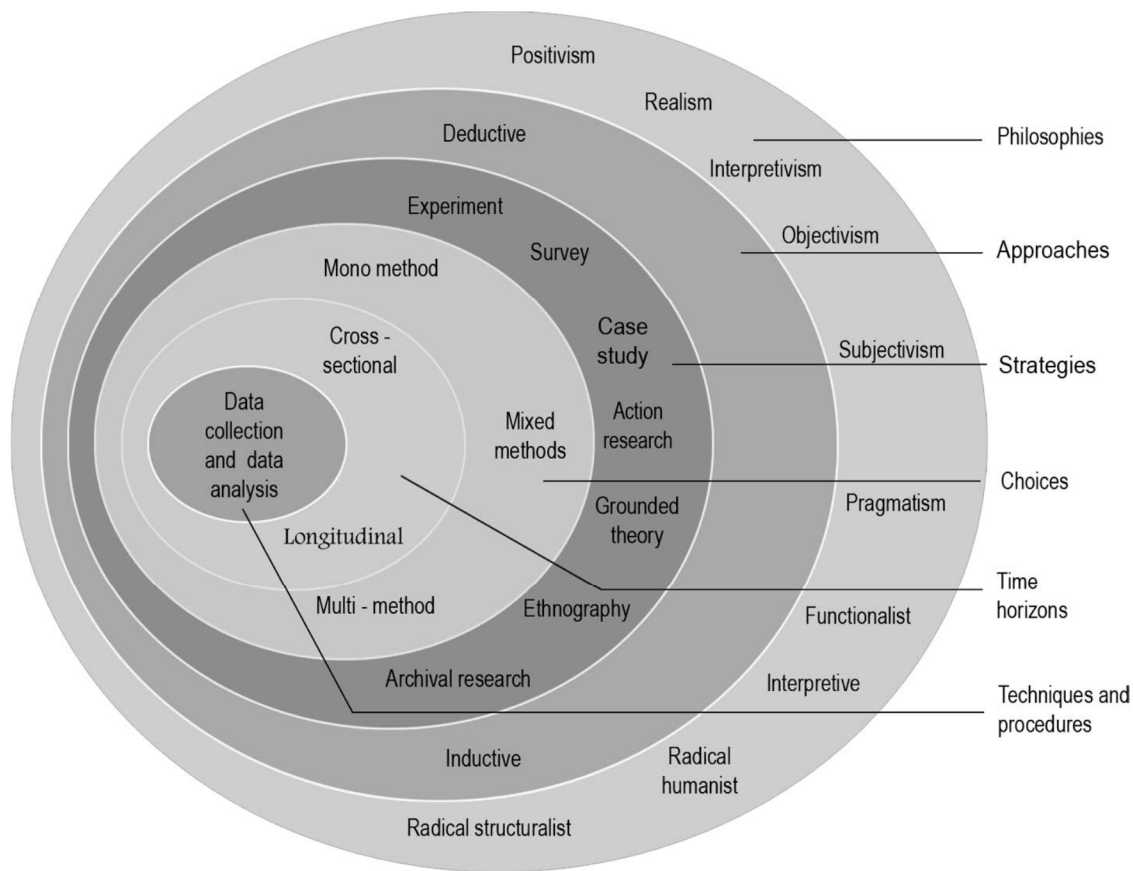 Positivism
Realism
Philosophies
Deductive
Interpretivism
Experiment
Objectivism
Approaches
Survey
Mono method
Case
study
Cross -
sectional
Subjectivism
Strategies
Data
collection
and data
analysis
Mixed
methods
Action
research
Choices
Grounded
theory
Pragmatism
Longitudinal
Time
horizons
Multi - method
Ethnography
Functionalist
Archival research
Interpretive
Techniques and
procedures
Inductive
Radical
humanist
Radical structuralist